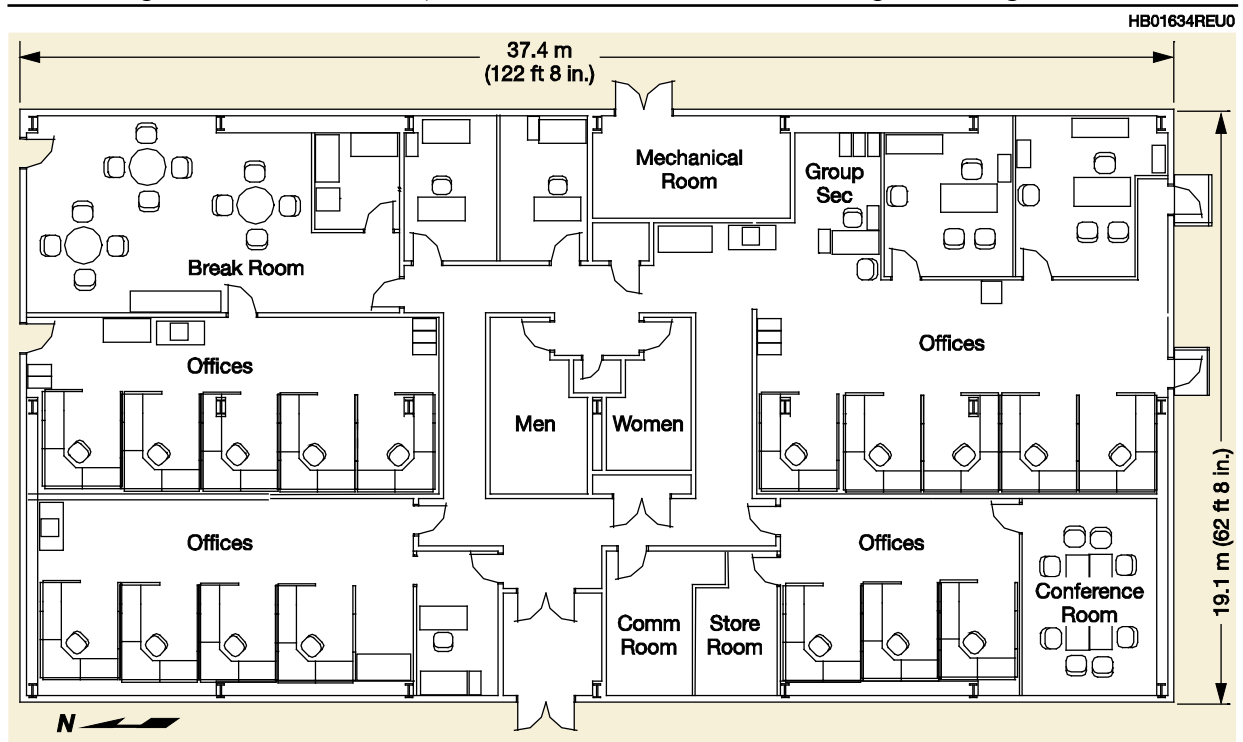 HB01634REU0
37.4 m
(122 ft 8 in.)
Mechanical
Room
Group
Sec
Break Room
Offices
Offices
Men
Women
19.1 m (62 ft 8 in.)
Offices
Offices
Conference
Room
Comm
Room
Store
Room
N